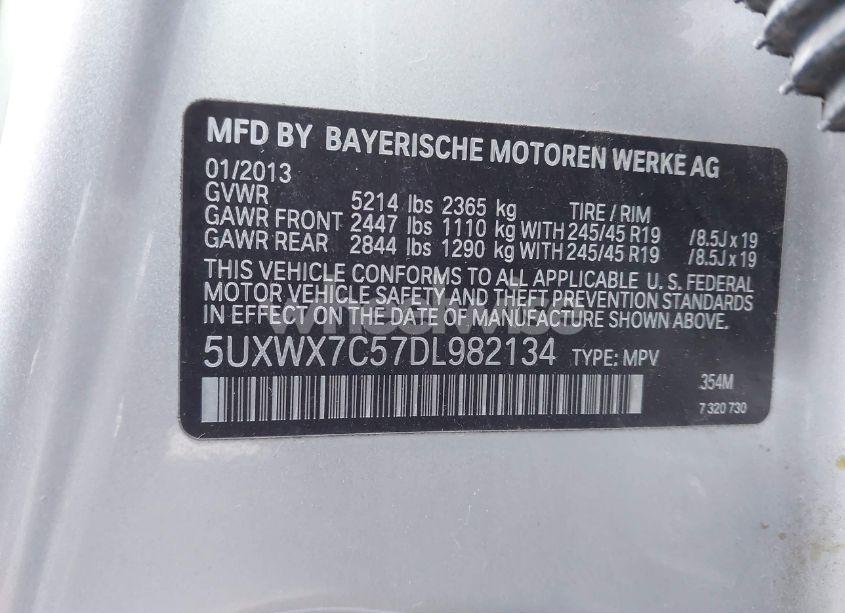 MFD BY BAYERISCHE MOTOREN WERKE AG
01/2013
GVWR 5214 lbs 2365 kg TIRE / RIM
GAWR FRONT 2447 lbs 1110 kg WITH 245/45 R19 /8.5J x 19
GAWR REAR 2844 lbs 1290 kg WITH 245/45 R19 /8.5J x 19
THIS VEHICLE CONFORMS TO ALL APPLICABLE U. S. FEDERAL
MOTOR VEHICLE SAFETY AND THEFT PREVENTION STANDARDS
IN EFFECT ON THE DATE OF MANUFACTURE SHOWN ABOVE.
5UXWX7C57DL982134 TYPE: MPV
354M
7 320 730